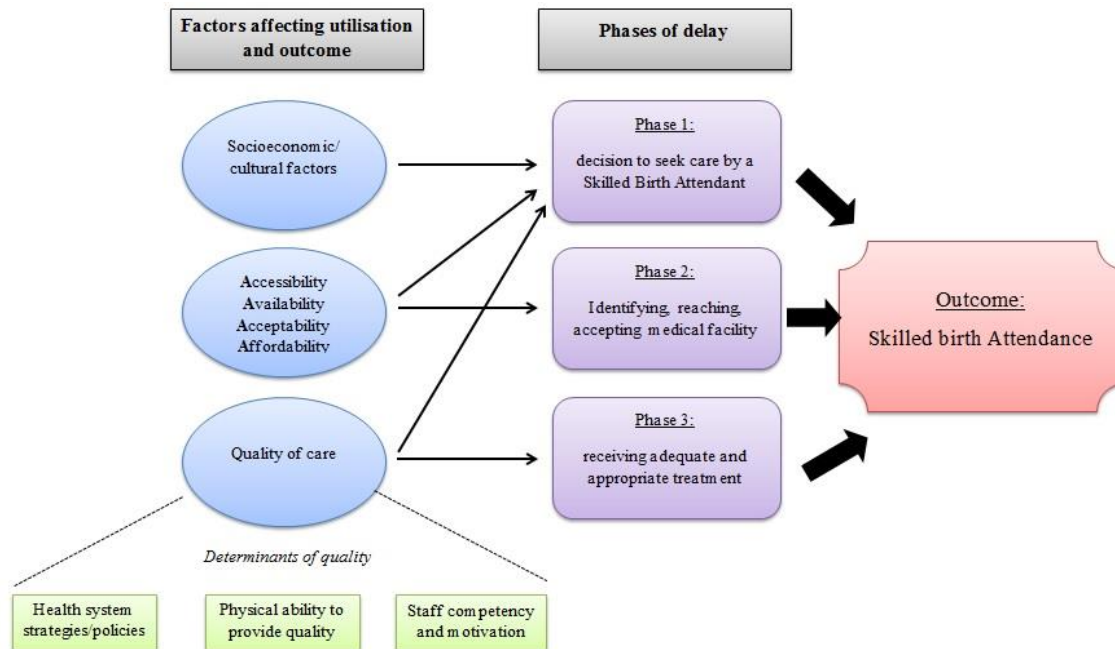 Factors affecting utilisation
and outcome
Phases of delay
Socioeconomic/
cultural factors
Phase 1:
decision to seek care by a
Skilled Birth Attendant
Accessibility
Availability
Acceptability
Affordability
Phase 2:
Identifying, reaching,
accepting medical facility
Outcome:
Skilled birth Attendance
Quality of care
Phase 3:
receiving adequate and
appropriate treatment
Determinants of quality
Health system
strategies/policies
Physical ability to
provide quality
Staff competency
and motivation